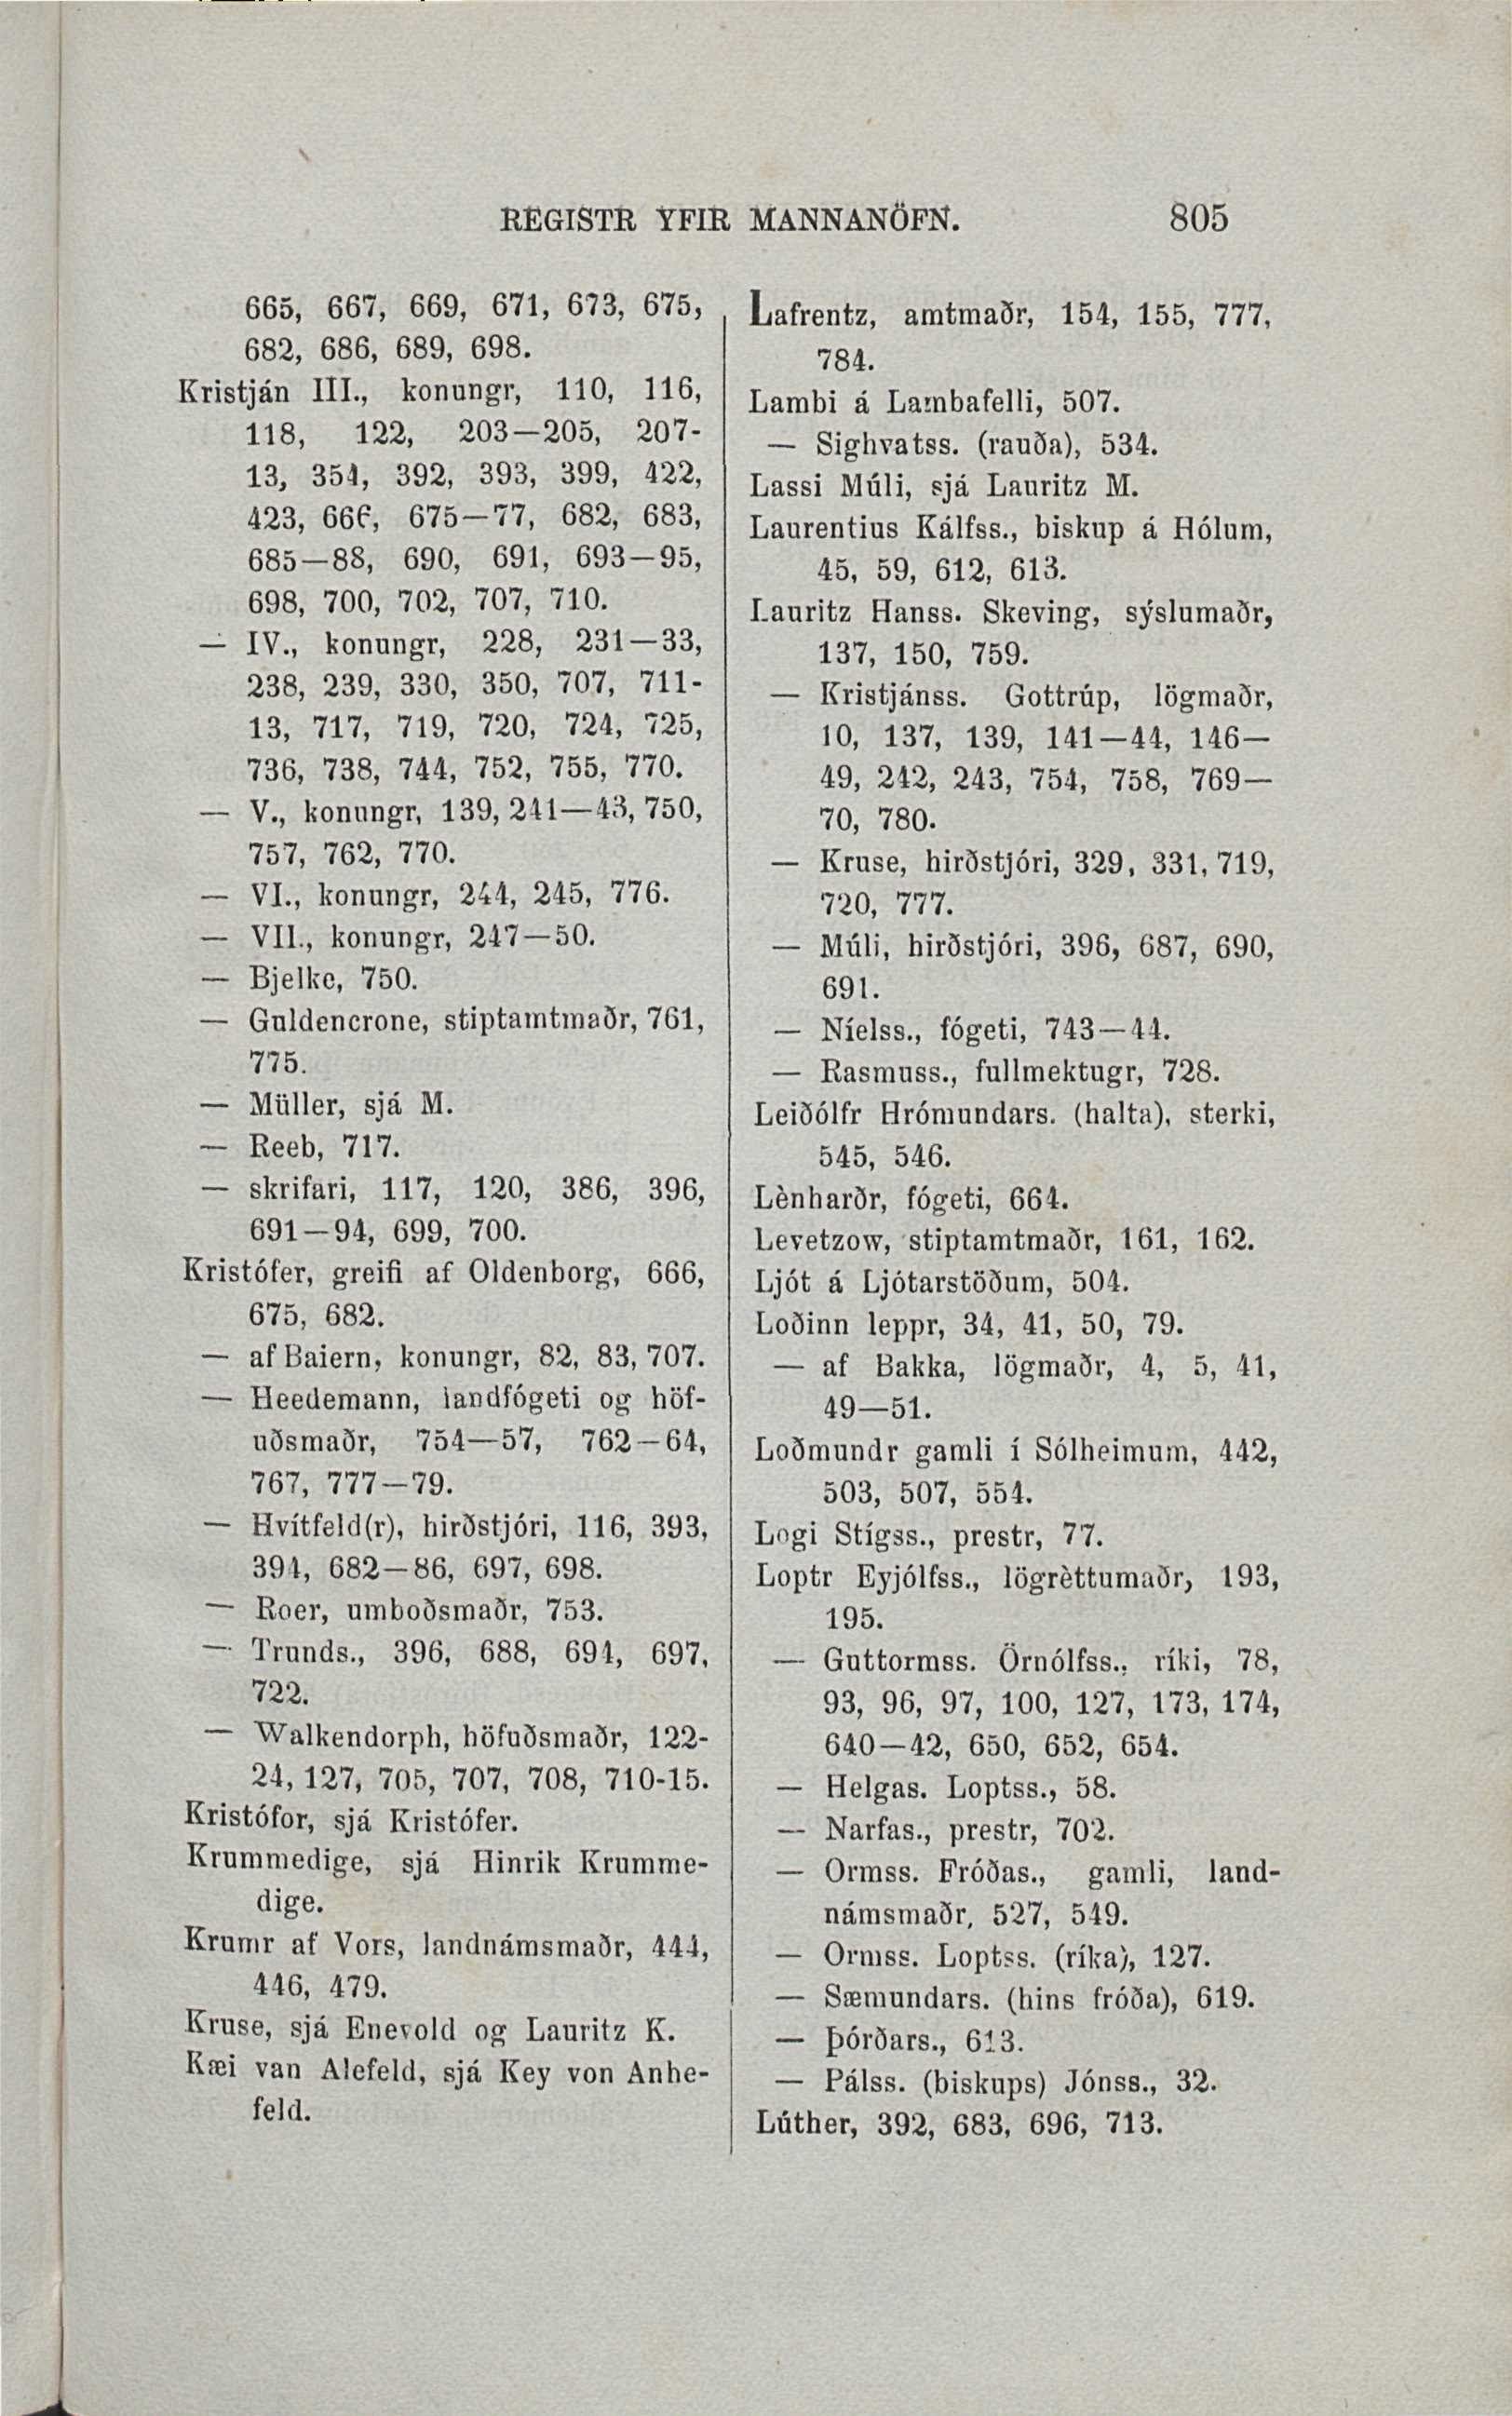 REGISTR YFIR MANNANÖFN. 805
665, 667, 669, 671, 673, 675,
682, 686, 689, 698.
Kristján III., konungr, 110, 116,
118, 122, 203—205, 207-
13, 354, 392, 393, 399, 422,
423, 666, 675—77, 682, 683,
685—88, 690, 691, 693—95,
698, 700, 702, 707, 710.
— IV., konungr, 228, 231—33,
238, 239, 330, 350, 707, 711-
13, 717, 719, 720, 724, 725,
736, 738, 744, 752, 755, 770.
— V., konungr, 139, 241—43, 750,
757, 762, 770.
— VI., konungr, 244, 245, 776.
— VII., konungr, 247—50.
— Bjelke, 750.
— Guldencrone, stiptamtmaðr, 761,
775.
— Müller, sjá M.
— Reeb, 717.
— skrifari, 117, 120, 386, 396,
691—94, 699, 700.
Kristófer, greifi af Oldenborg, 666,
675, 682.
— af Baiern, konungr, 82, 83, 707.
— Heedemann, landfógeti og höf-
uðsmaðr, 754—57, 762—64,
767, 777—79.
— Hvítfeld(r), hirðstjóri, 116, 393,
394, 682—86, 697, 698.
— Roer, umboðsmaðr, 753.
— Trunds., 396, 688, 694, 697,
722.
— Walkendorph, höfuðsmaðr, 122-
24, 127, 705, 707, 708, 710-15.
Kristófor, sjá Kristófer.
Krummedige, sjá Hinrik Krumme-
dige.
Krumr af Vors, landnámsmaðr, 444,
446, 479.
Kruse, sjá Enevold og Lauritz K.
Kæi van Alefeld, sjá Key von Anhe-
feld.
Lafrentz, amtmaðr, 154, 155, 777,
784.
Lambi á Lambafelli, 507.
— Sighvatss. (rauða), 534.
Lassi Múli, sjá Lauritz M.
Laurentius Kálfss., biskup á Hólum,
45, 59, 612, 613.
Lauritz Hanss. Skeving, sýslumaðr,
137, 150, 759.
— Kristjánss. Gottrúp, lögmaðr,
10, 137, 139, 141—44, 146—
49, 242, 243, 754, 758, 769—
70, 780.
— Kruse, hirðstjóri, 329, 331, 719,
720, 777.
— Múli, hirðstjóri, 396, 687, 690,
691.
— Níelss., fógeti, 743—44.
— Rasmuss., fullmektugr, 728.
Leiðólfr Hrómundars. (halta), sterki,
545, 546.
Lènharðr, fógeti, 664.
Levetzow, stiptamtmaðr, 161, 162.
Ljót á Ljótarstöðum, 504.
Loðinn leppr, 34, 41, 50, 79.
— af Bakka, lögmaðr, 4, 5, 41,
49—51.
Loðmundr gamli í Sólheimum, 442,
503, 507, 554.
Logi Stígss., prestr, 77.
Loptr Eyjólfss., lögrèttumaðr, 193,
195.
— Guttormss. Örnólfss., ríki, 78,
93, 96, 97, 100, 127, 173, 174,
640—42, 650, 652, 654.
— Helgas. Loptss., 58.
— Narfas., prestr, 702.
— Ormss. Fróðas., gamli, land-
námsmaðr, 527, 549.
— Ormss. Loptss. (ríka), 127.
— Sæmundars. (hins fróða), 619.
— Þórðars., 613.
— Pálss. (biskups) Jónss., 32.
Lúther, 392, 683, 696, 713.